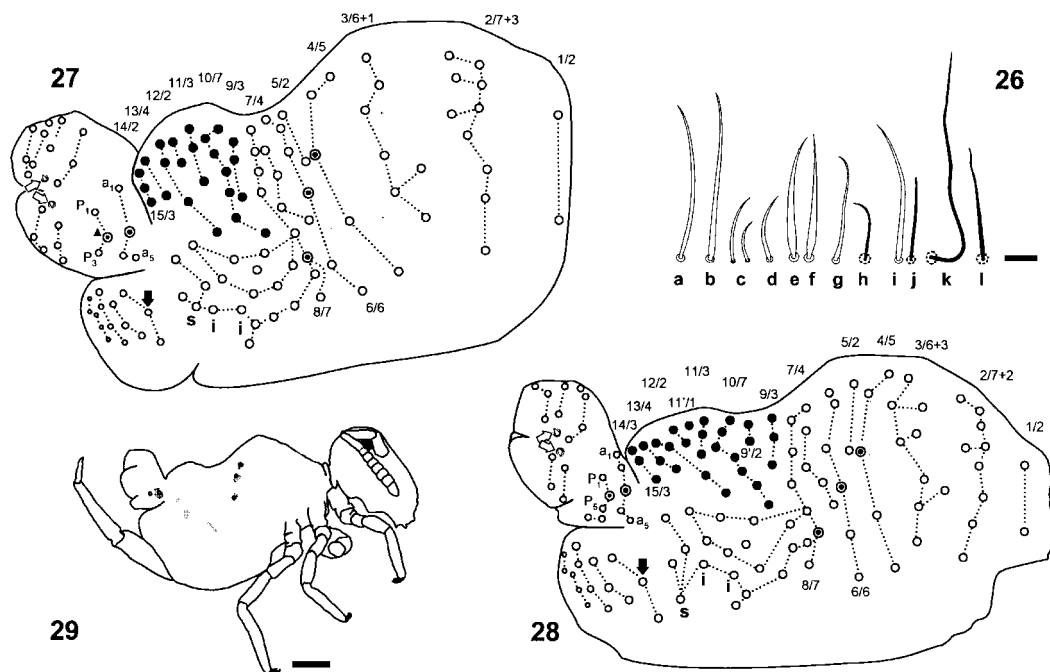 27
3/6+1
2/7+3
4/5
1/2
5/2
10/7
11/3
9/3
12/2
7/4
13/4
14/2
15/3
a1
P1
P3
a5
s
i
j
8/7
6/6
26
a b c d e f g h i j k l
28
5/2
4/5
3/6+3
7/4
11/3
12/2
10/7
11'/1
9/3
13/4
14/3
2/7+2
1/2
9'/2
15/3
a1
P1
P5
a5
s
i
i
8/7
6/6
29